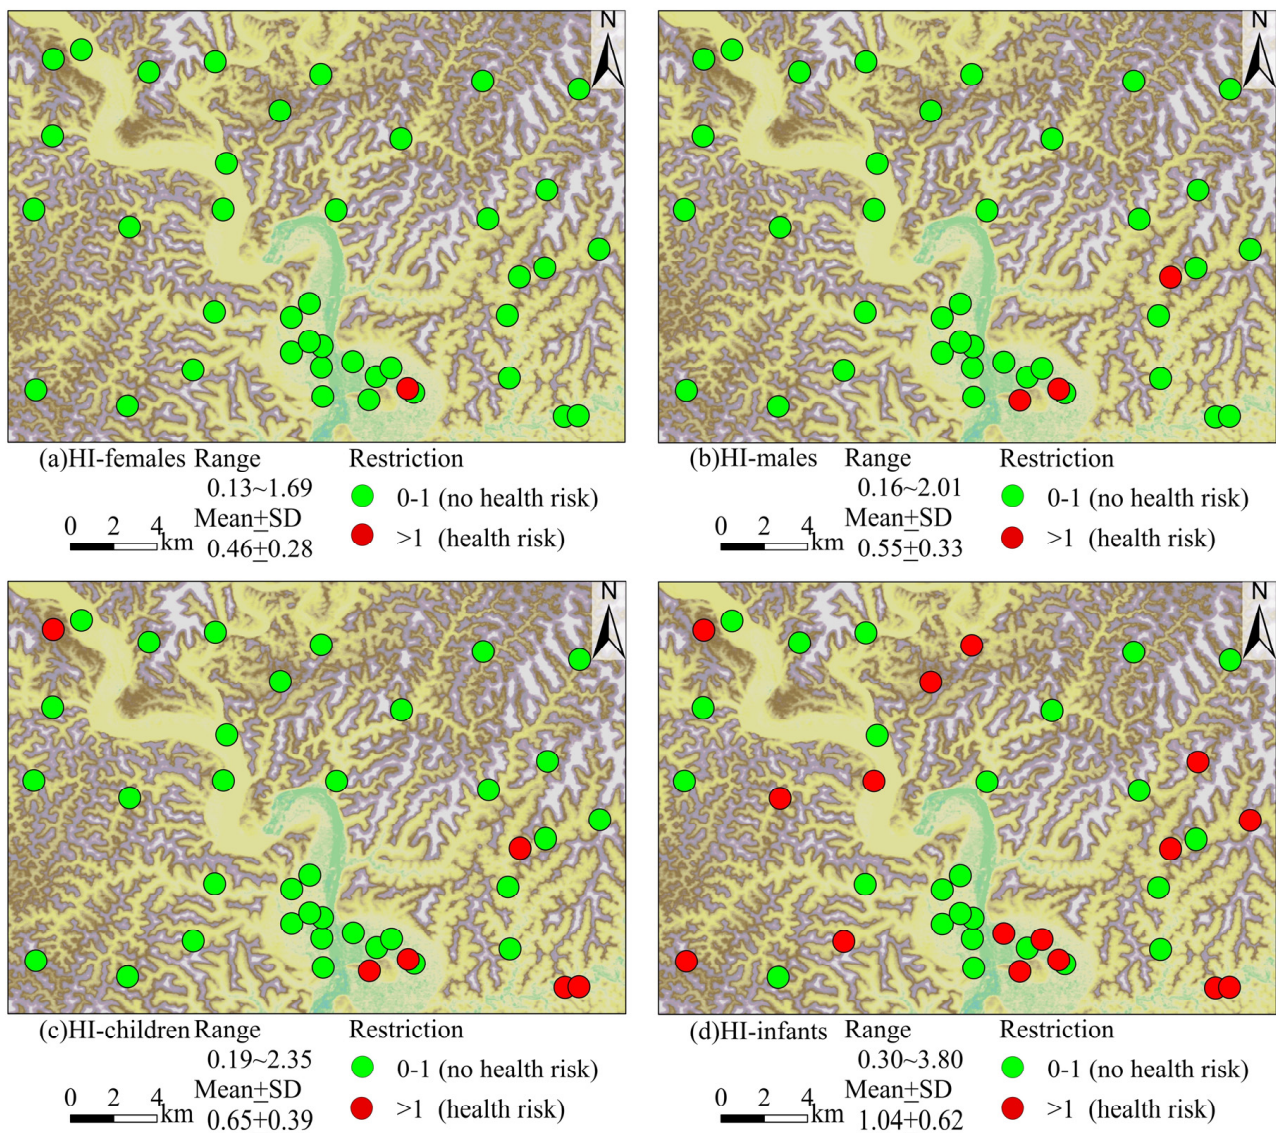 N
N
(a)HI-females Range Restriction
0.13~1.69
0-1 (no health risk)
0 2 4 km
Mean±SD
0.46±0.28
>1 (health risk)
(b)HI-males Range Restriction
0.16~2.01
0-1 (no health risk)
0 2 4 km
Mean±SD
0.55±0.33
>1 (health risk)
N
N
(c)HI-children Range Restriction
0.19~2.35
0-1 (no health risk)
0 2 4 km
Mean±SD
0.65±0.39
>1 (health risk)
(d)HI-infants Range Restriction
0.30~3.80
0-1 (no health risk)
0 2 4 km
Mean±SD
1.04±0.62
>1 (health risk)